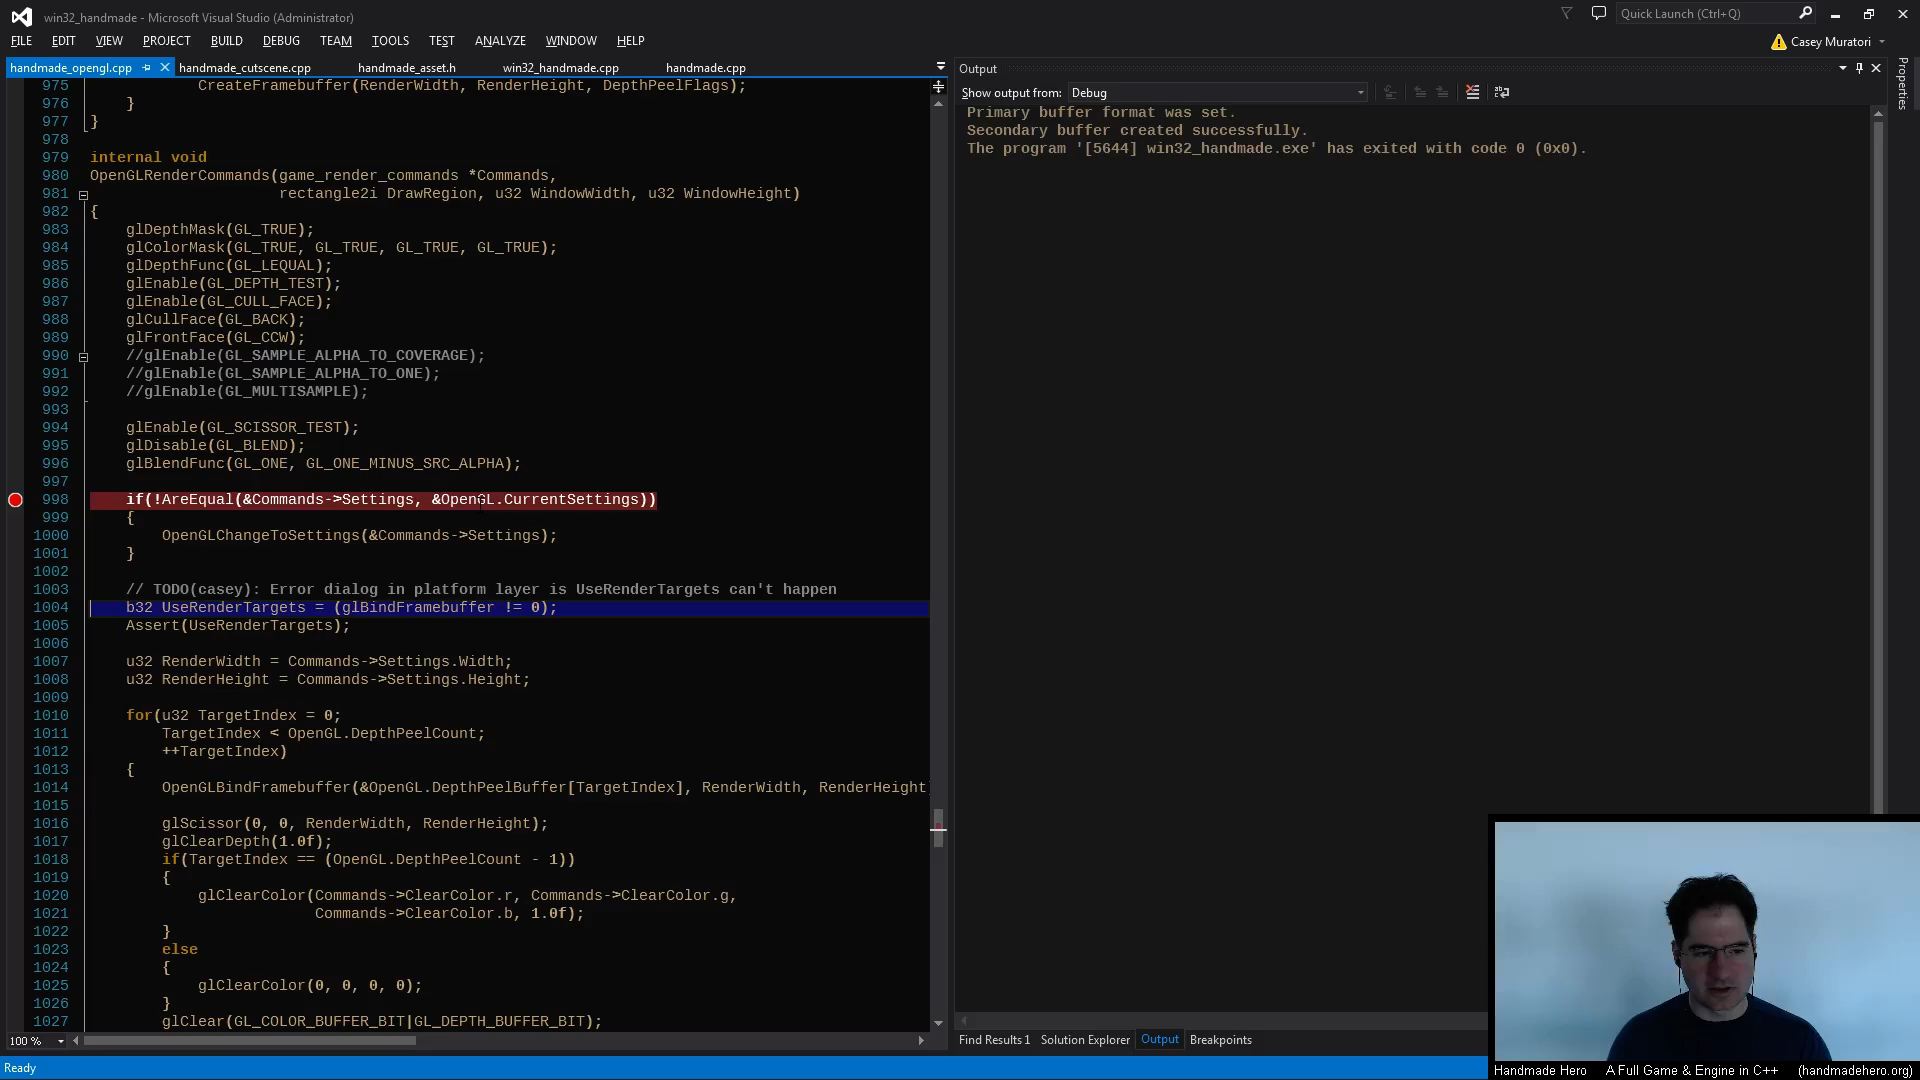 win32_handmade - Microsoft Visual Studio (Administrator)
Quick Launch (Ctrl+Q)
FILE EDIT VIEW PROJECT BUILD DEBUG TEAM TOOLS TEST ANALYZE WINDOW HELP
Casey Muratori
handmade_opengl.cpp handmade_cutscene.cpp handmade_asset.h win32_handmade.cpp handmade.cpp
975 CreateFramebuffer(RenderWidth, RenderHeight, DepthPeelFlags);
976 }
977 }
978
979 internal void
980 OpenGLRenderCommands(game_render_commands *Commands,
981 rectangle2i DrawRegion, u32 WindowWidth, u32 WindowHeight)
982 {
983 glDepthMask(GL_TRUE);
984 glColorMask(GL_TRUE, GL_TRUE, GL_TRUE, GL_TRUE);
985 glDepthFunc(GL_LEQUAL);
986 glEnable(GL_DEPTH_TEST);
987 glEnable(GL_CULL_FACE);
988 glCullFace(GL_BACK);
989 glFrontFace(GL_CCW);
990 //glEnable(GL_SAMPLE_ALPHA_TO_COVERAGE);
991 //glEnable(GL_SAMPLE_ALPHA_TO_ONE);
992 //glEnable(GL_MULTISAMPLE);
993
994 glEnable(GL_SCISSOR_TEST);
995 glDisable(GL_BLEND);
996 glBlendFunc(GL_ONE, GL_ONE_MINUS_SRC_ALPHA);
997
998 if(!AreEqual(&Commands->Settings, &OpenGL.CurrentSettings))
999 {
1000 OpenGLChangeToSettings(&Commands->Settings);
1001 }
1002
1003 // TODO(casey): Error dialog in platform layer is UseRenderTargets can't happen
1004 b32 UseRenderTargets = (glBindFramebuffer != 0);
1005 Assert(UseRenderTargets);
1006
1007 u32 RenderWidth = Commands->Settings.Width;
1008 u32 RenderHeight = Commands->Settings.Height;
1009
1010 for(u32 TargetIndex = 0;
1011 TargetIndex < OpenGL.DepthPeelCount;
1012 ++TargetIndex)
1013 {
1014 OpenGLBindFramebuffer(&OpenGL.DepthPeelBuffer[TargetIndex], RenderWidth, RenderHeight
1015
1016 glScissor(0, 0, RenderWidth, RenderHeight);
1017 glClearDepth(1.0f);
1018 if(TargetIndex == (OpenGL.DepthPeelCount - 1))
1019 {
1020 glClearColor(Commands->ClearColor.r, Commands->ClearColor.g,
1021 Commands->ClearColor.b, 1.0f);
1022 }
1023 else
1024 {
1025 glClearColor(0, 0, 0, 0);
1026 }
1027 glClear(GL_COLOR_BUFFER_BIT|GL_DEPTH_BUFFER_BIT);
100 %
Ready
Output
Show output from: Debug
Primary buffer format was set.
Secondary buffer created successfully.
The program '[5644] win32_handmade.exe' has exited with code 0 (0x0).
Find Results 1 Solution Explorer Output Breakpoints
Properties
Handmade Hero A Full Game & Engine in C++ (handmadehero.org)